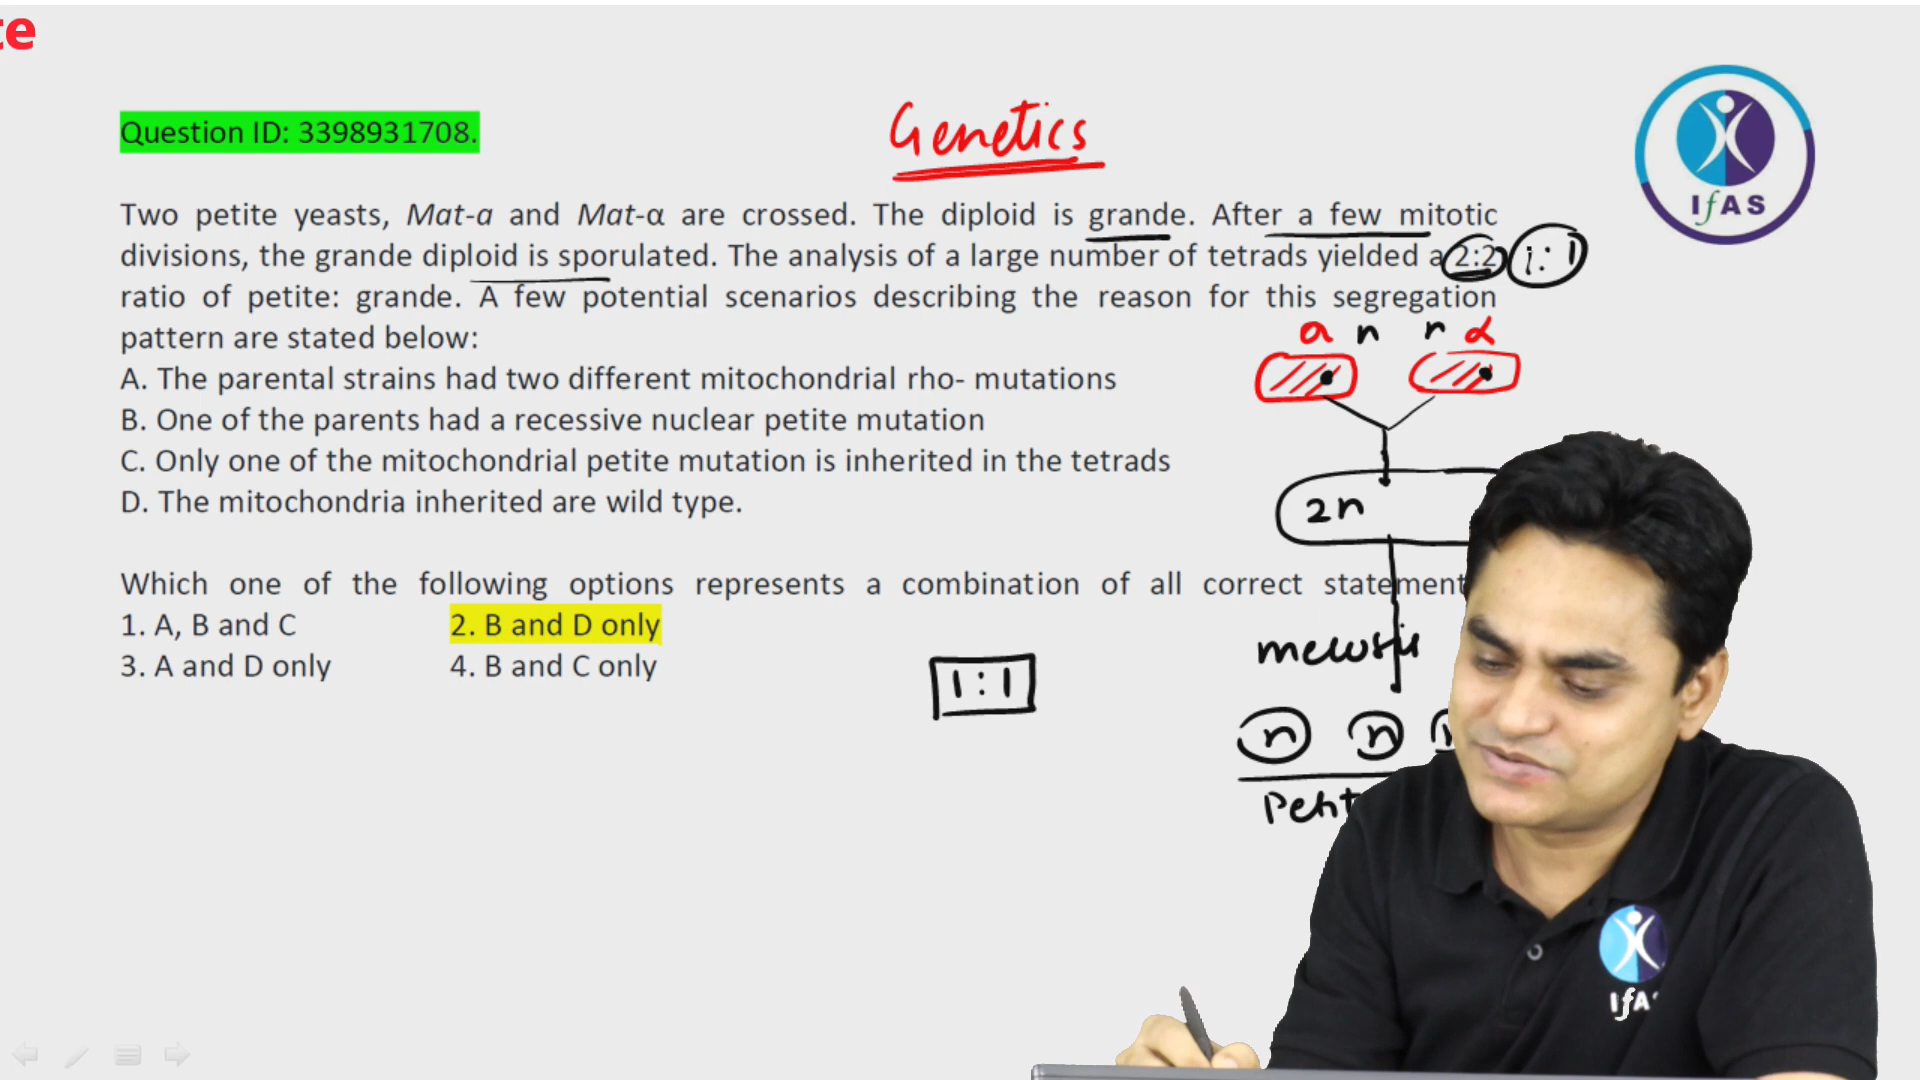 te
Question ID: 3398931708.
Genetics
IfAS
Two petite yeasts, Mat-a and Mat-α are crossed. The diploid is grande. After a few mitotic
divisions, the grande diploid is sporulated. The analysis of a large number of tetrads yielded a 2:2 1:1
ratio of petite: grande. A few potential scenarios describing the reason for this segregation
pattern are stated below:
a n n α
A. The parental strains had two different mitochondrial rho- mutations
B. One of the parents had a recessive nuclear petite mutation
C. Only one of the mitochondrial petite mutation is inherited in the tetrads
D. The mitochondria inherited are wild type.
2n
Which one of the following options represents a combination of all correct statement
1. A, B and C 2. B and D only
3. A and D only 4. B and C only
meiosis
1:1
n n
Petit
IfA